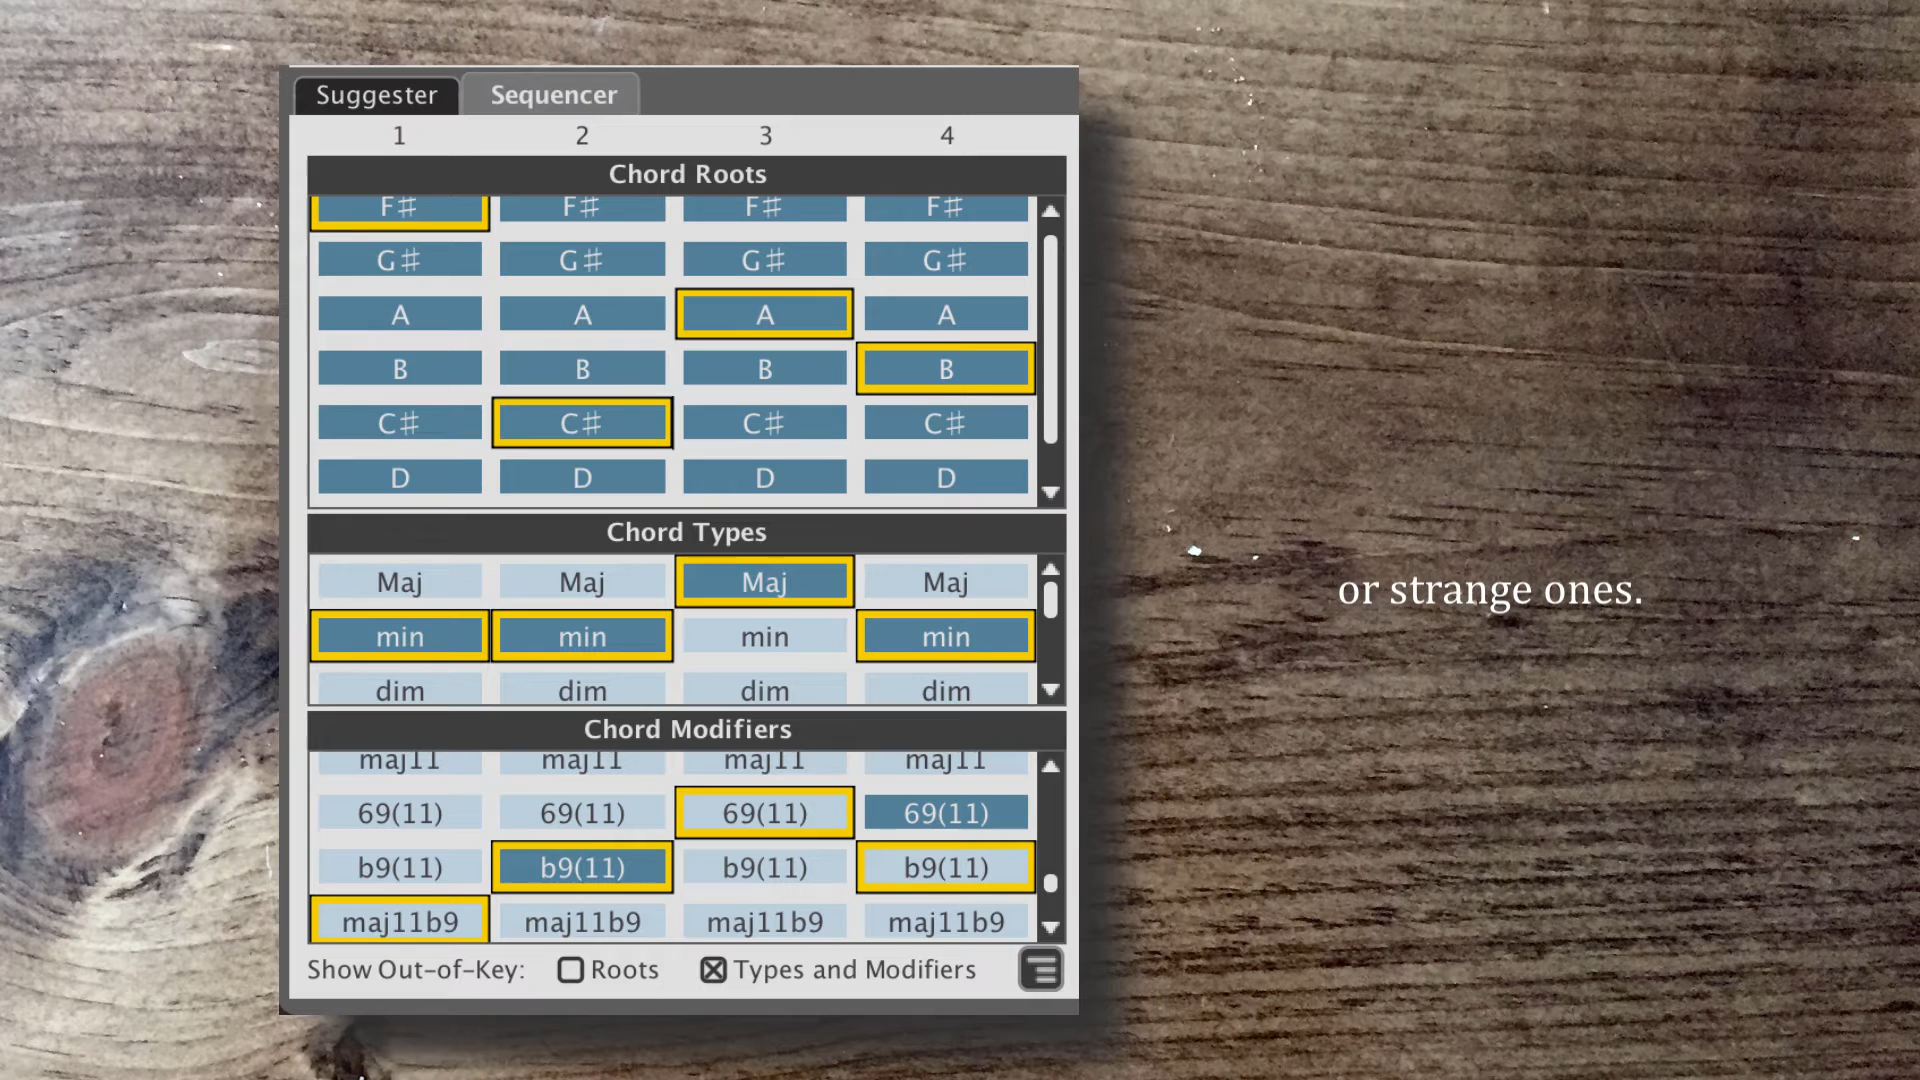 Suggester Sequencer
1 2 3 4
Chord Roots
F♯ F♯ F♯ F♯
G♯ G♯ G♯ G♯
A A A A
B B B B
C♯ C♯ C♯ C♯
D D D D
Chord Types
Maj Maj Maj Maj
min min min min
dim dim dim dim
Chord Modifiers
maj11 maj11 maj11 maj11
69(11) 69(11) 69(11) 69(11)
b9(11) b9(11) b9(11) b9(11)
maj11b9 maj11b9 maj11b9 maj11b9
Show Out-of-Key: Roots Types and Modifiers
or strange ones.